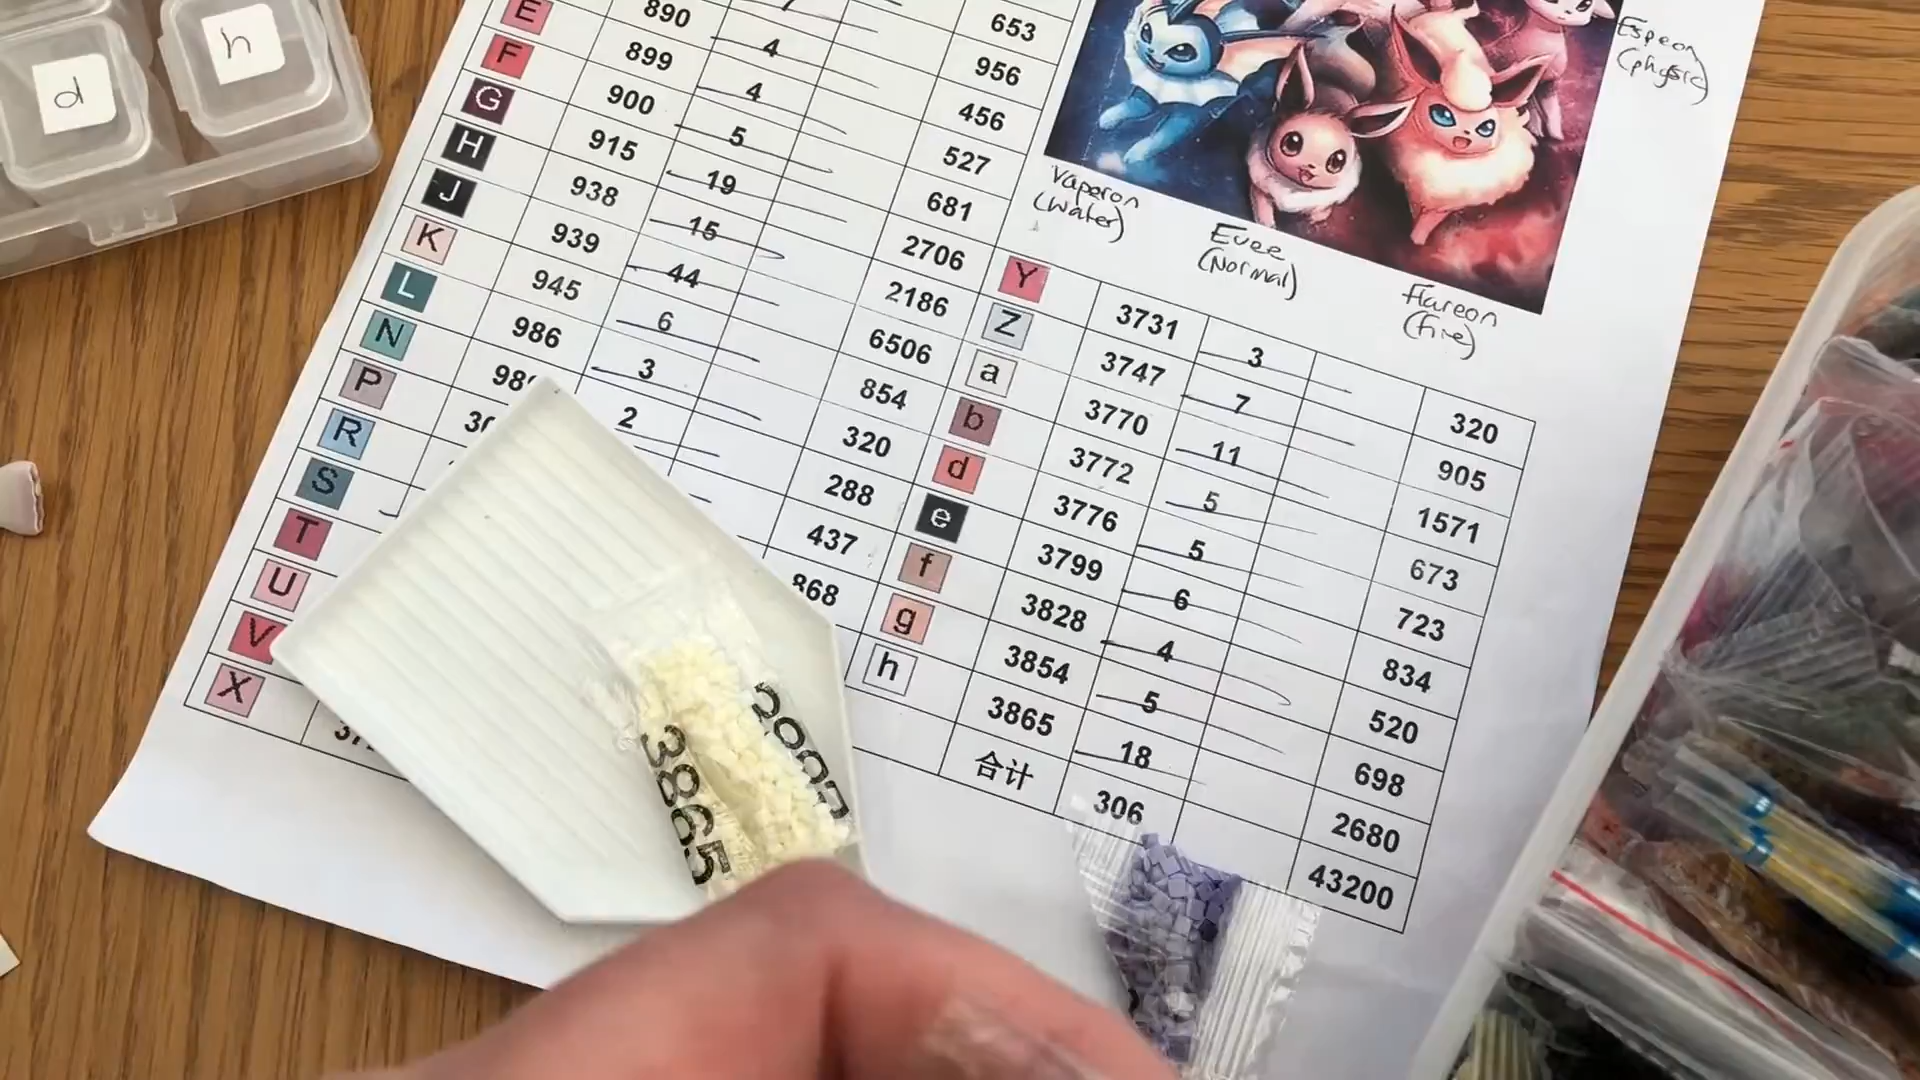 653
956
890 4 456
E 899 4 527
F 900 5 681
G 915 19 2706
H 938 15 2186
J 939 44 6506
K 945 6 854
L 986 3 320
N 98 2 288
P 30 437
R 868
S
T
U
V
X
Y 3731 3 320
Z 3747 7 905
a 3770 11 1571
b 3772 5 673
d 3776 5 723
e 3799 6 834
f 3828 4 520
g 3854 5 698
h 3865 18 2680
合计 306 43200
Espeon
(physic)
Vaperon
(water)
Evee
(Normal)
Flareon
(fire)
d
h
3865